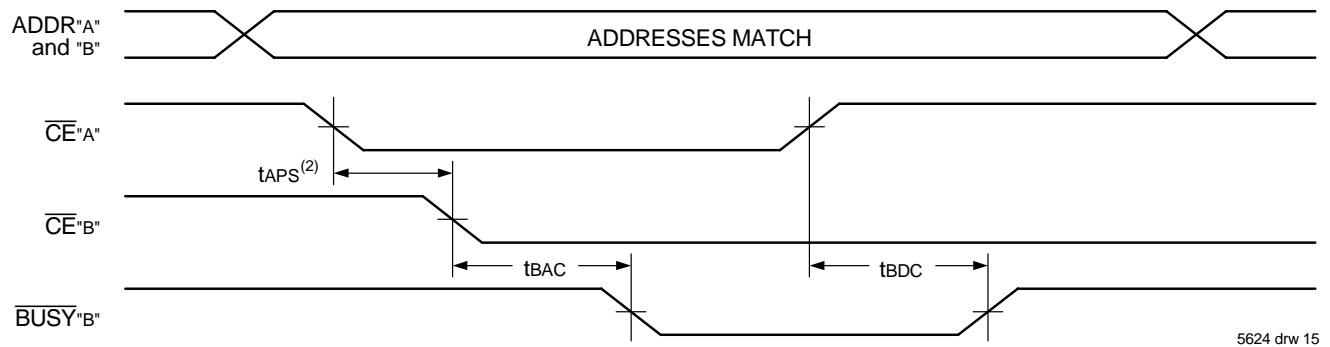 ADDR"A"
and "B"
ADDRESSES MATCH
CE"A"
tAPS(2)
CE"B"
tBAC
tBDC
BUSY"B"
5624 drw 15